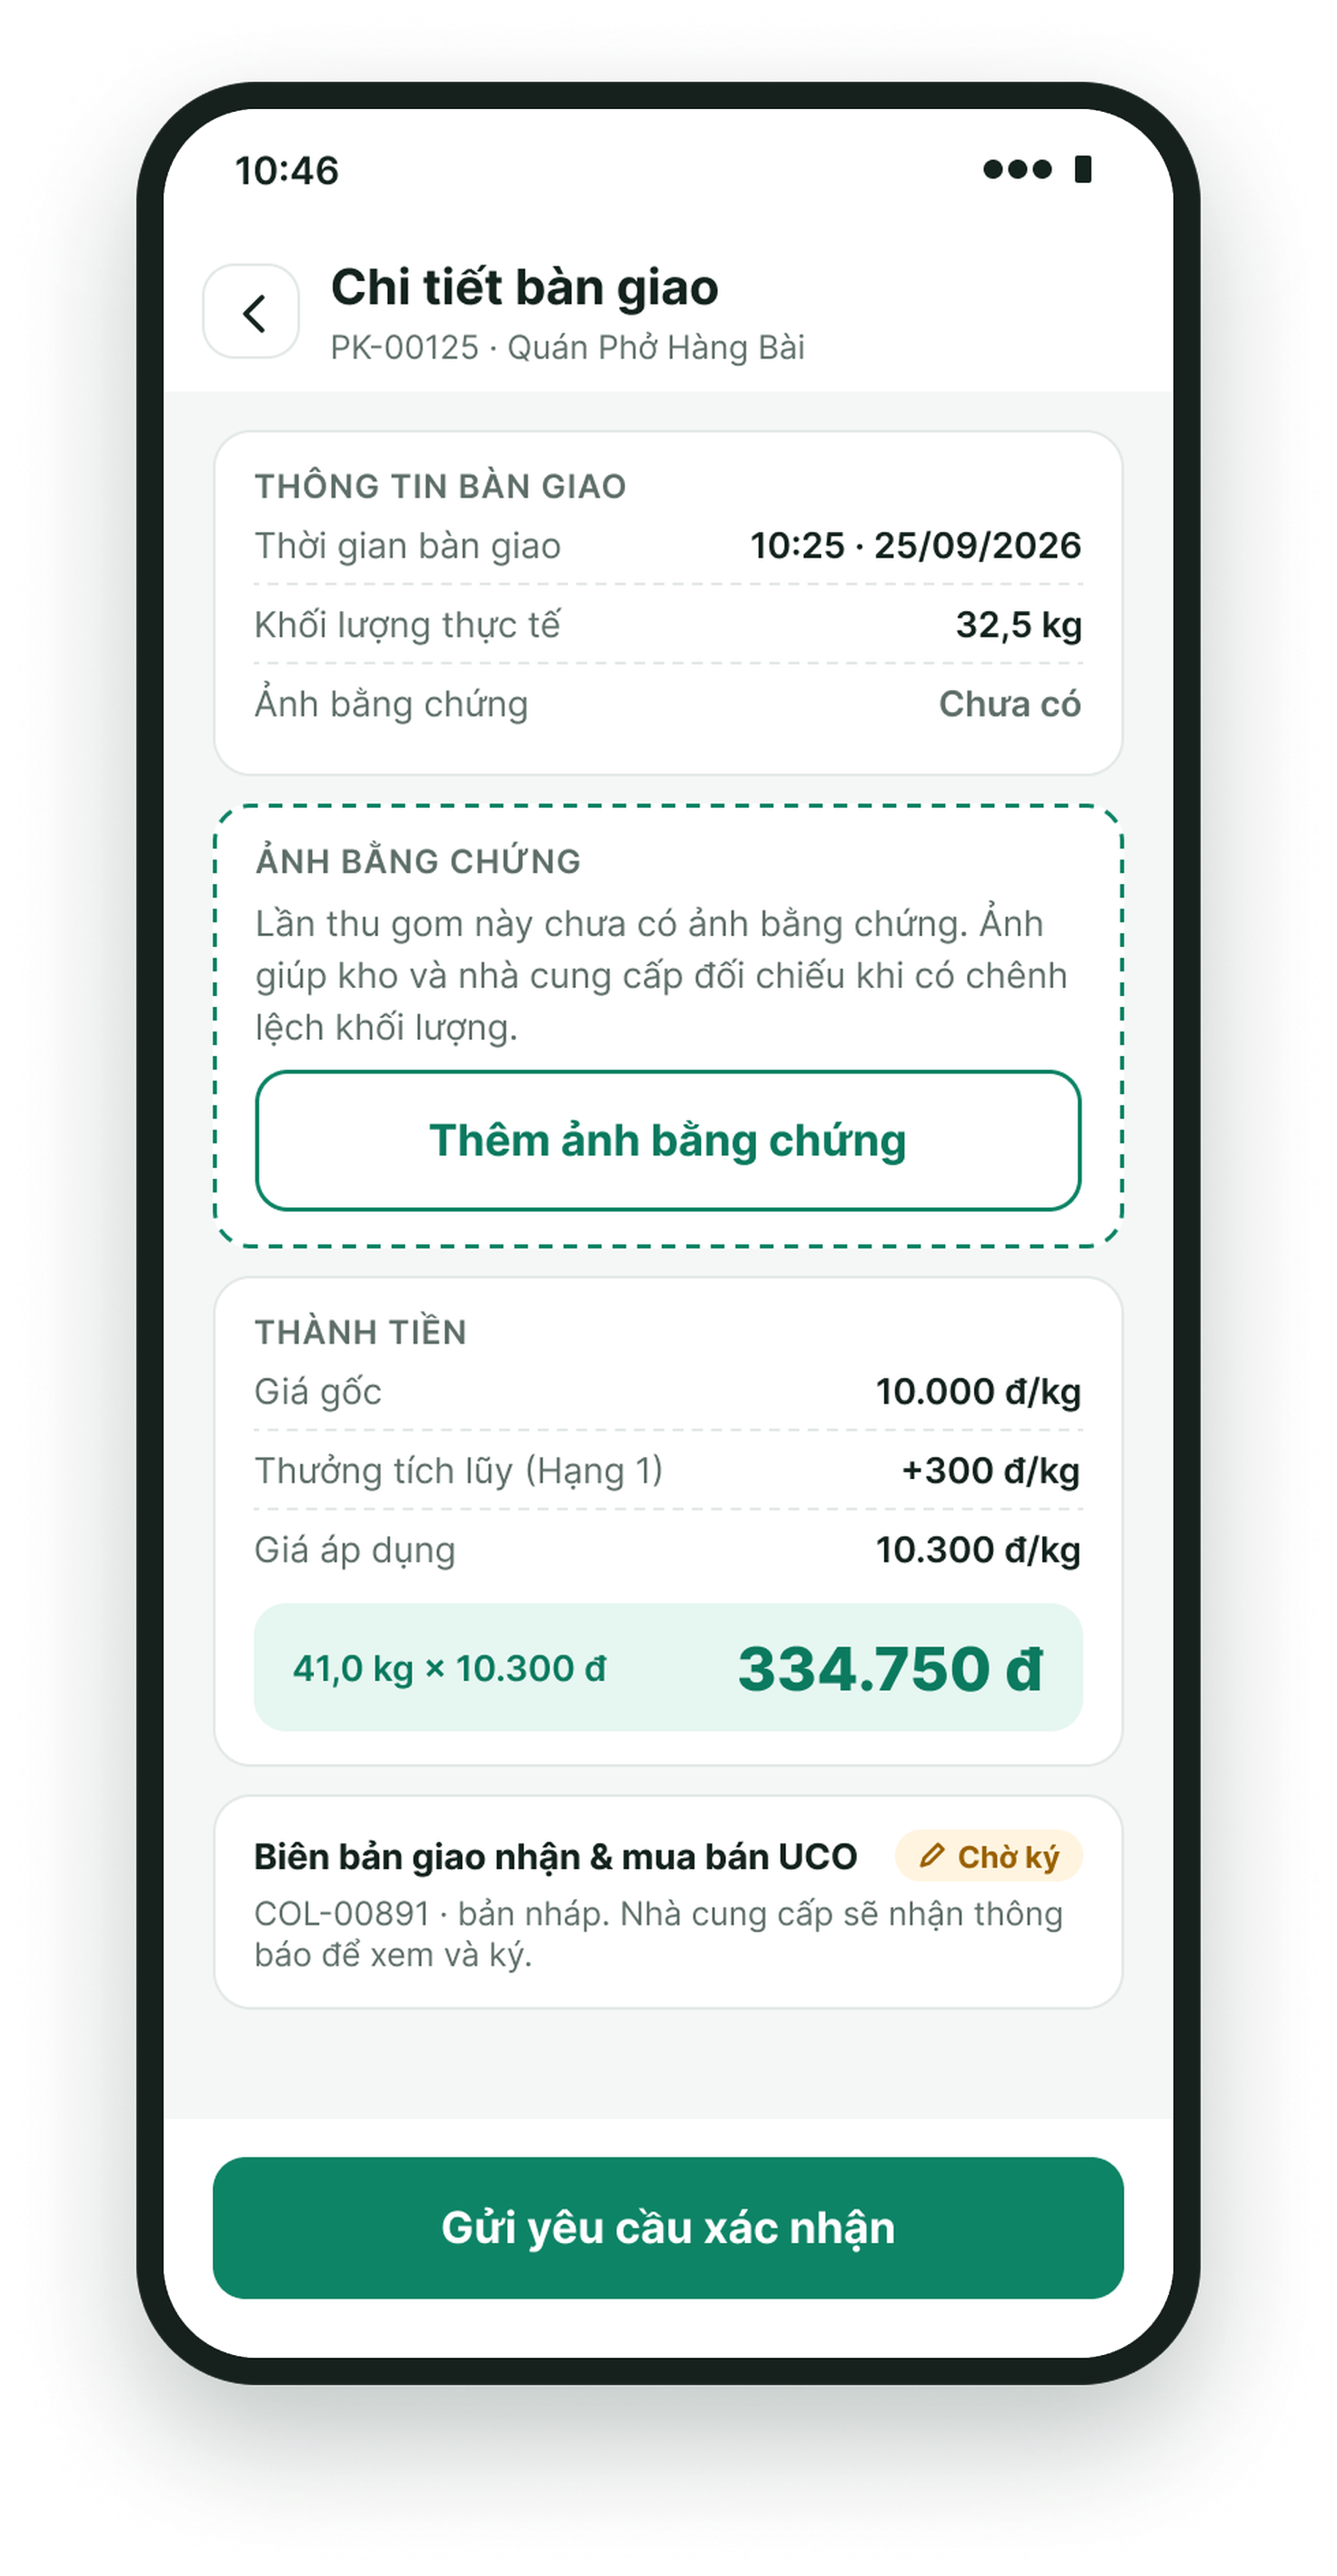 10:46
Chi tiết bàn giao
PK-00125 · Quán Phở Hàng Bài
THÔNG TIN BÀN GIAO
Thời gian bàn giao 10:25 · 25/09/2026
Khối lượng thực tế 32,5 kg
Ảnh bằng chứng Chưa có
ẢNH BẰNG CHỨNG
Lần thu gom này chưa có ảnh bằng chứng. Ảnh
giúp kho và nhà cung cấp đối chiếu khi có chênh
lệch khối lượng.
Thêm ảnh bằng chứng
THÀNH TIỀN
Giá gốc 10.000 đ/kg
Thưởng tích lũy (Hạng 1) +300 đ/kg
Giá áp dụng 10.300 đ/kg
41,0 kg × 10.300 đ 334.750 đ
Biên bản giao nhận & mua bán UCO Chờ ký
COL-00891 · bản nháp. Nhà cung cấp sẽ nhận thông
báo để xem và ký.
Gửi yêu cầu xác nhận